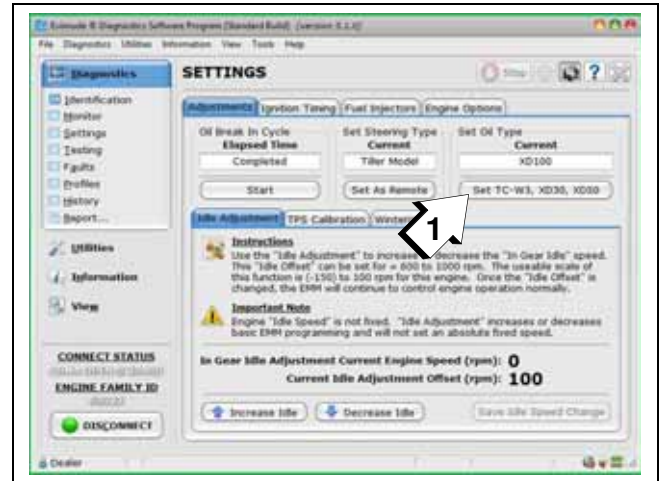 Evinrude ® Diagnostics Software Program (Standard Build)
File Diagnostics Utilities Information View Tools Help
Diagnostics
SETTINGS
Stop
?
Identification
Monitor
Settings
Testing
Faults
Profiles
History
Report...
Utilities
Information
View
Adjustments Ignition Timing Fuel Injectors Engine Options
Oil Break In Cycle Set Steering Type Set Oil Type
Elapsed Time Current Current
Completed Tiller Model XD100
Start Set As Remote Set TC-W3, XD30, XD50
1
Idle Adjustment TPS Calibration
Instructions
Use the "Idle Adjustment" to increase decrease the "In Gear Idle" speed.
This "Idle Offset" can be set for 600 to 1000 rpm. The useable scale of
this function is (-150) to 100 rpm for this engine. Once the "Idle Offset" is
changed, the EMM will continue to control engine operation normally.
Important Note
Engine "Idle Speed" is not fixed. "Idle Adjustment" increases or decreases
basic EMM programming and will not set an absolute fixed speed.
In Gear Idle Adjustment Current Engine Speed (rpm): 0
Current Idle Adjustment Offset (rpm): 100
Increase Idle Decrease Idle Save Idle Speed Change
CONNECT STATUS
ENGINE FAMILY ID
DISCONNECT
Dealer